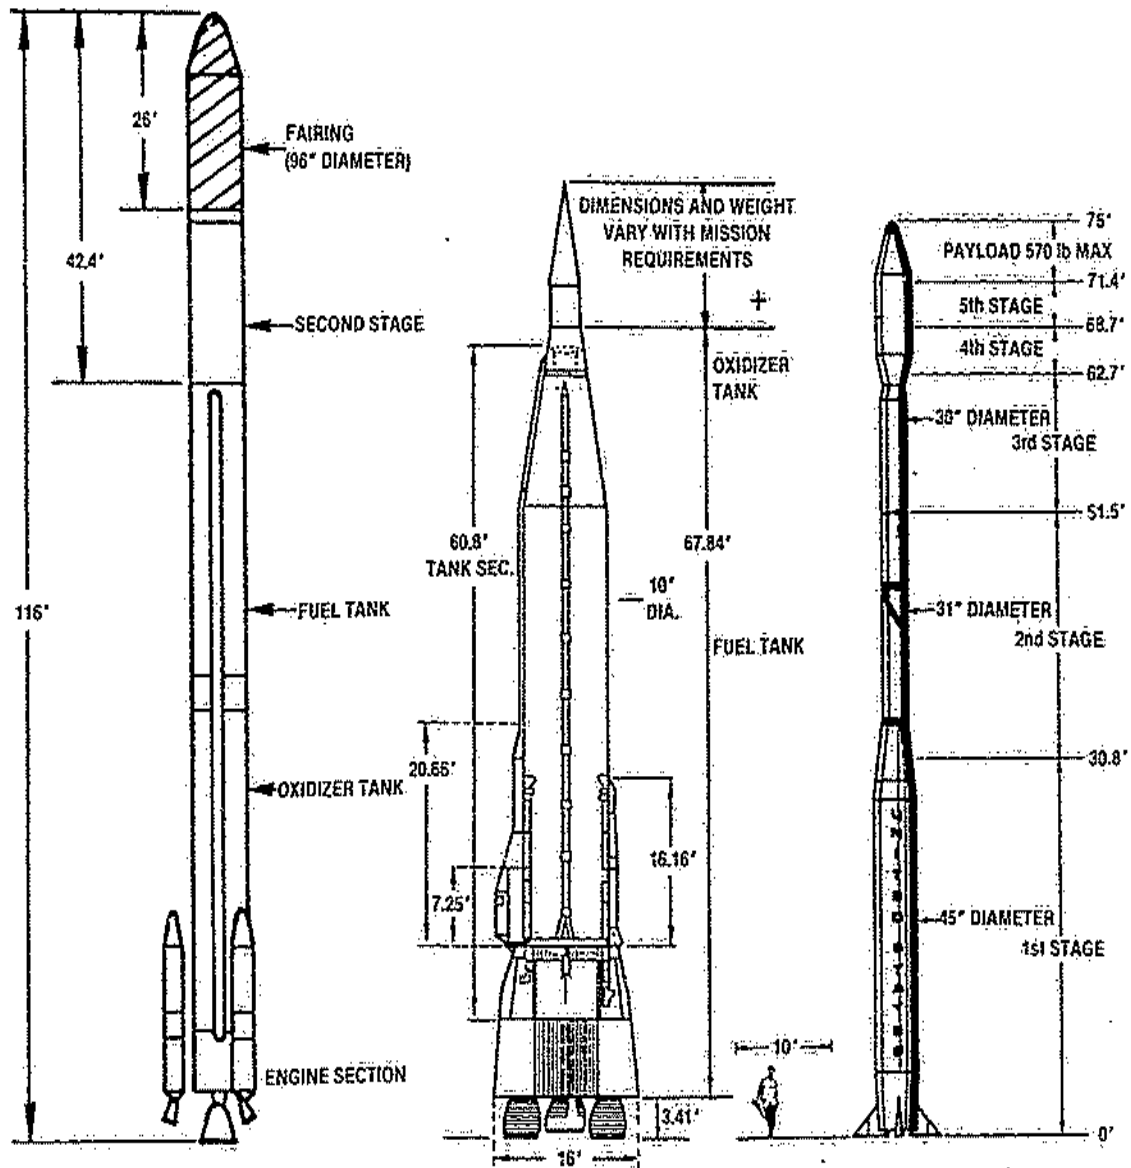 26'
FAIRING
(96" DIAMETER)
42.4'
SECOND STAGE
116'
FUEL TANK
OXIDIZER TANK
ENGINE SECTION
DIMENSIONS AND WEIGHT
VARY WITH MISSION
REQUIREMENTS
+
OXIDIZER
TANK
60.8'
TANK SEC.
67.84'
10'
DIA.
FUEL TANK
20.66'
16.16'
7.25'
3.41'
16'
10'
75'
PAYLOAD 570 lb MAX
71.4'
5th STAGE
68.7'
4th STAGE
62.7'
30" DIAMETER
3rd STAGE
51.5'
31" DIAMETER
2nd STAGE
30.8'
45" DIAMETER
1st STAGE
UNITED STATES
0'